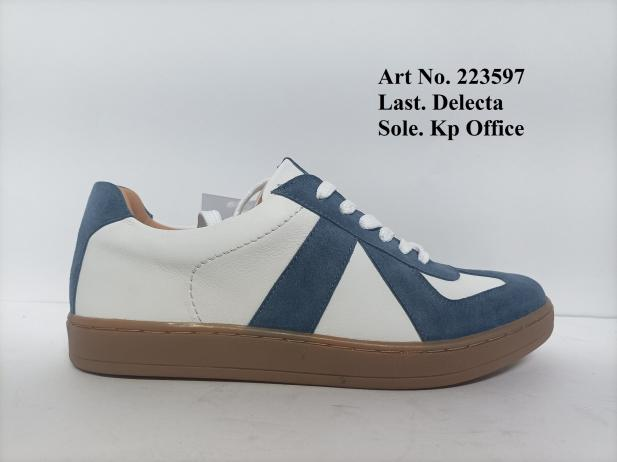 Art No. 223597
Last. Delecta
Sole. Kp Office